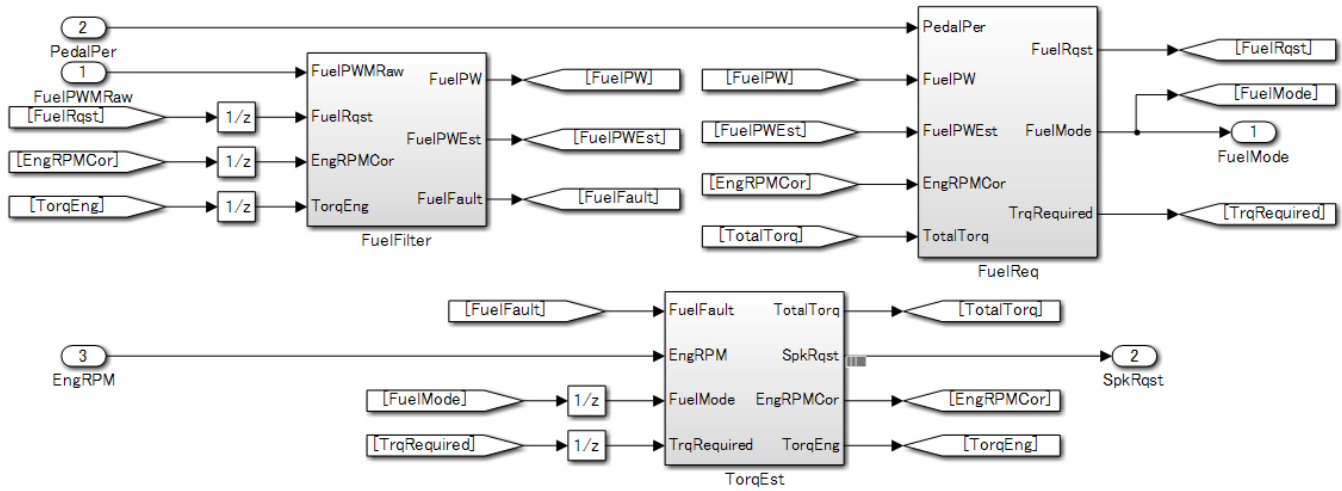 2
PedalPer
1
FuelPWMRaw
[FuelRqst]
1/z
[EngRPMCor]
1/z
[TorqEng]
1/z
FuelPWMRaw
FuelRqst
EngRPMCor
TorqEng
FuelPW
FuelPWEst
FuelFault
FuelFilter
[FuelPW]
[FuelPWEst]
[FuelFault]
[FuelPW]
[FuelPWEst]
[EngRPMCor]
[TotalTorq]
PedalPer
FuelPW
FuelPWEst
EngRPMCor
TotalTorq
FuelRqst
FuelMode
TrqRequired
FuelReq
[FuelRqst]
[FuelMode]
1
FuelMode
[TrqRequired]
[FuelFault]
3
EngRPM
[FuelMode]
1/z
[TrqRequired]
1/z
FuelFault
EngRPM
FuelMode
TrqRequired
TotalTorq
SpkRqst
EngRPMCor
TorqEng
TorqEst
[TotalTorq]
2
SpkRqst
[EngRPMCor]
[TorqEng]